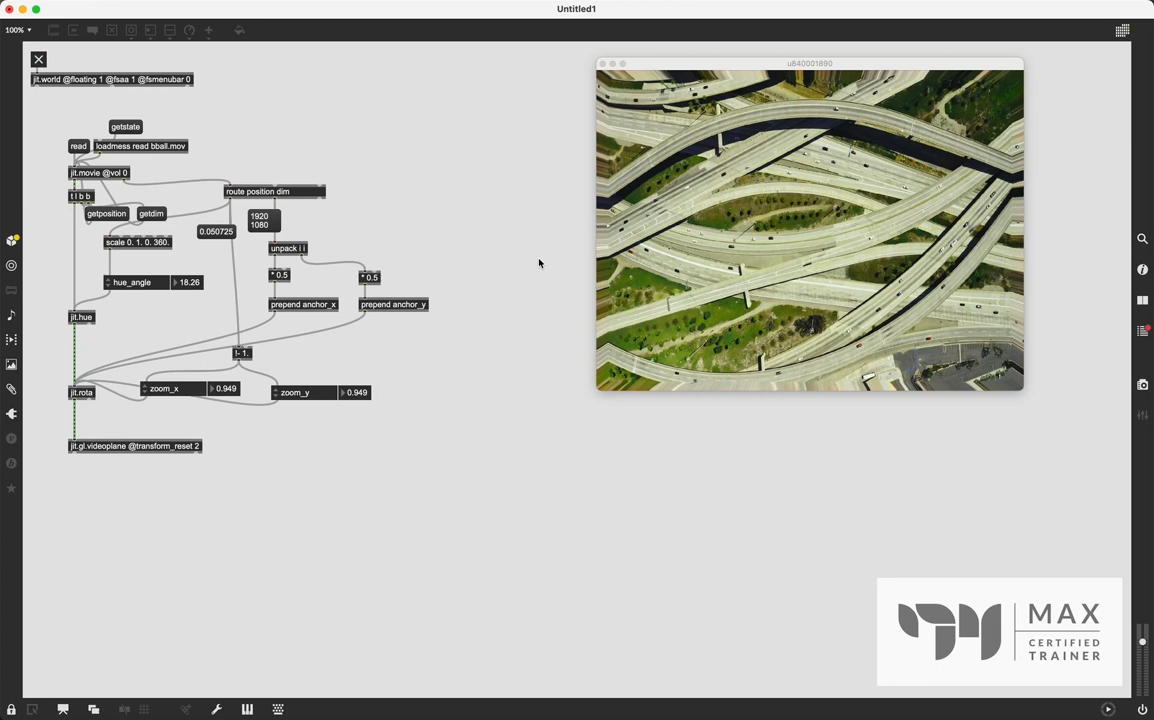 Untitled1
100%
jit.world @floating 1 @fsaa 1 @fsmenubar 0
u840001890
getstate
read
loadmess read bball.mov
jit.movie @vol 0
t l b b
route position dim
getposition
getdim
1920
1080
0.050725
scale 0. 1. 0. 360.
unpack i i
* 0.5
* 0.5
hue_angle
18.26
prepend anchor_x
prepend anchor_y
jit.hue
!- 1.
jit.rota
zoom_x
0.949
zoom_y
0.949
jit.gl.videoplane @transform_reset 2
MAX
CERTIFIED
TRAINER